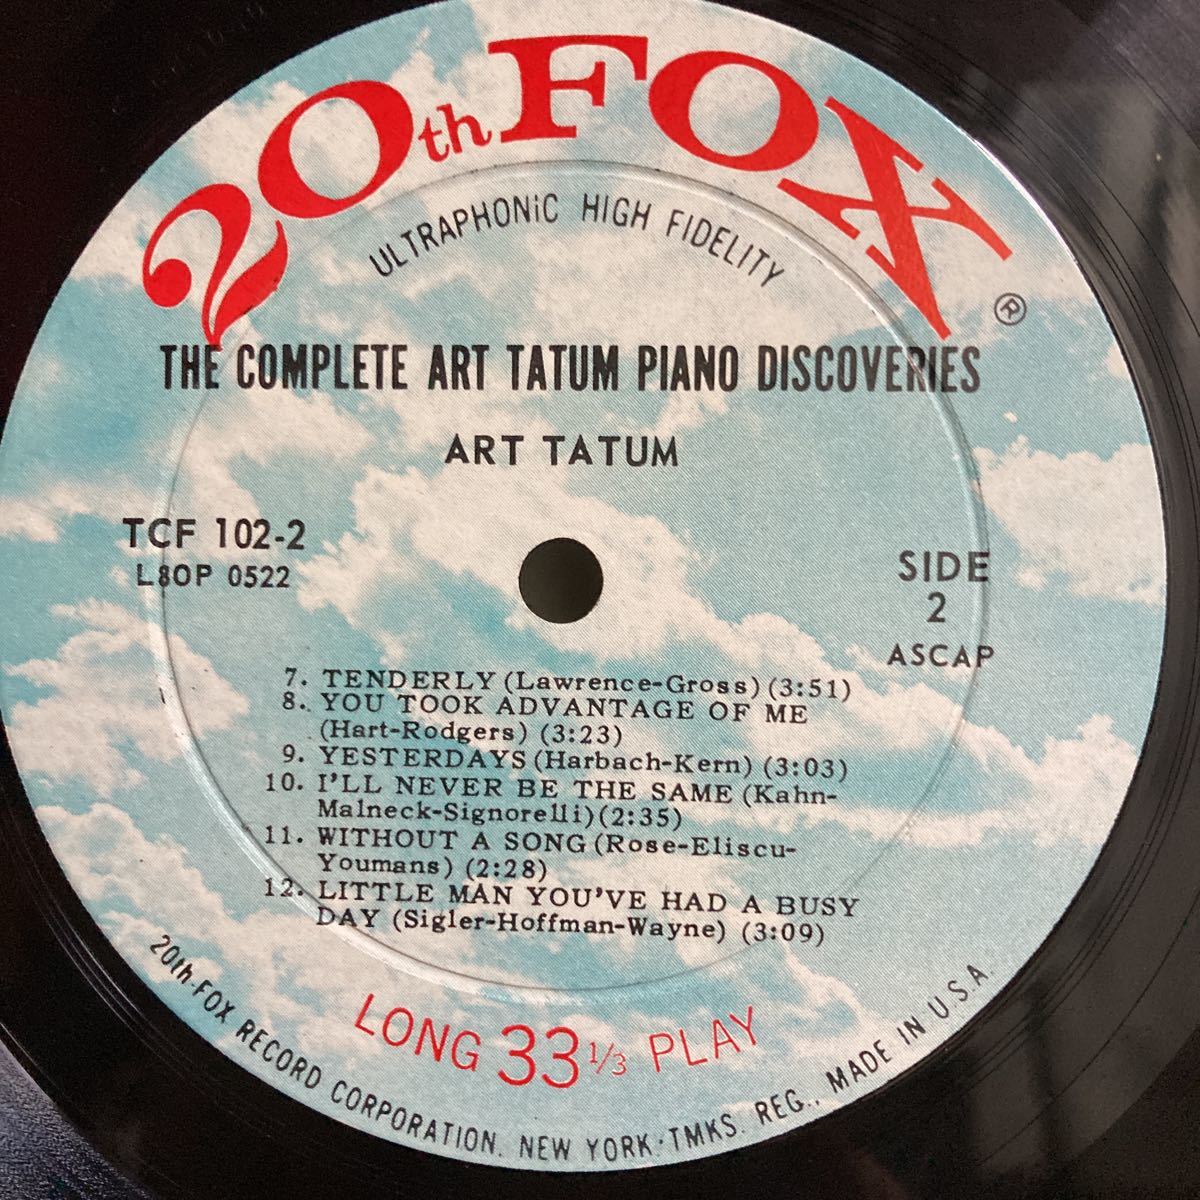 20th FOX
®
ULTRAPHONiC HIGH FIDELITY
THE COMPLETE ART TATUM PIANO DISCOVERIES
ART TATUM
TCF 102-2
L8OP 0522
SIDE
2
ASCAP
7. TENDERLY (Lawrence-Gross) (3:51)
8. YOU TOOK ADVANTAGE OF ME
(Hart-Rodgers) (3:23)
9. YESTERDAYS (Harbach-Kern) (3:03)
10. I'LL NEVER BE THE SAME (Kahn-
Malneck-Signorelli)(2:35)
11. WITHOUT A SONG (Rose-Eliscu-
Youmans) (2:28)
12. LITTLE MAN YOU'VE HAD A BUSY
DAY (Sigler-Hoffman-Wayne) (3:09)
LONG 33 1/3 PLAY
20th-FOX RECORD CORPORATION. NEW YORK·TMKS. REG., MADE IN U.S.A.